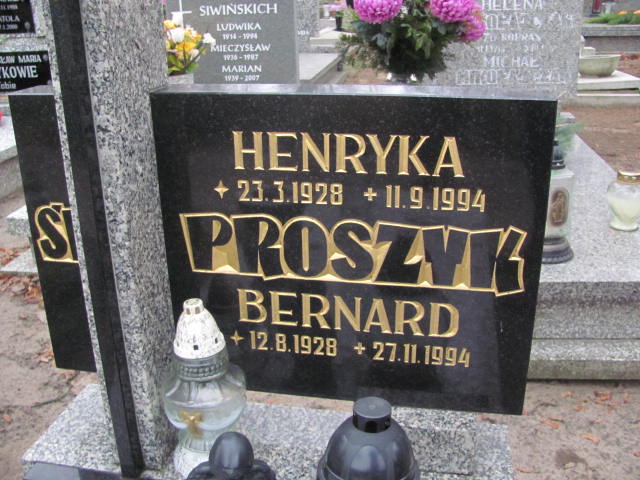 SIWIŃSKICH
LUDWIKA
1914 - 1994
MIECZYSŁAW
1936 - 1987
MARIAN
1939 - 2007
HELENA
MICHAŁ
HENRYKA
✦ 23.3.1928 + 11.9.1994
PROSZYK
BERNARD
✦ 12.8.1928 + 27.11.1994